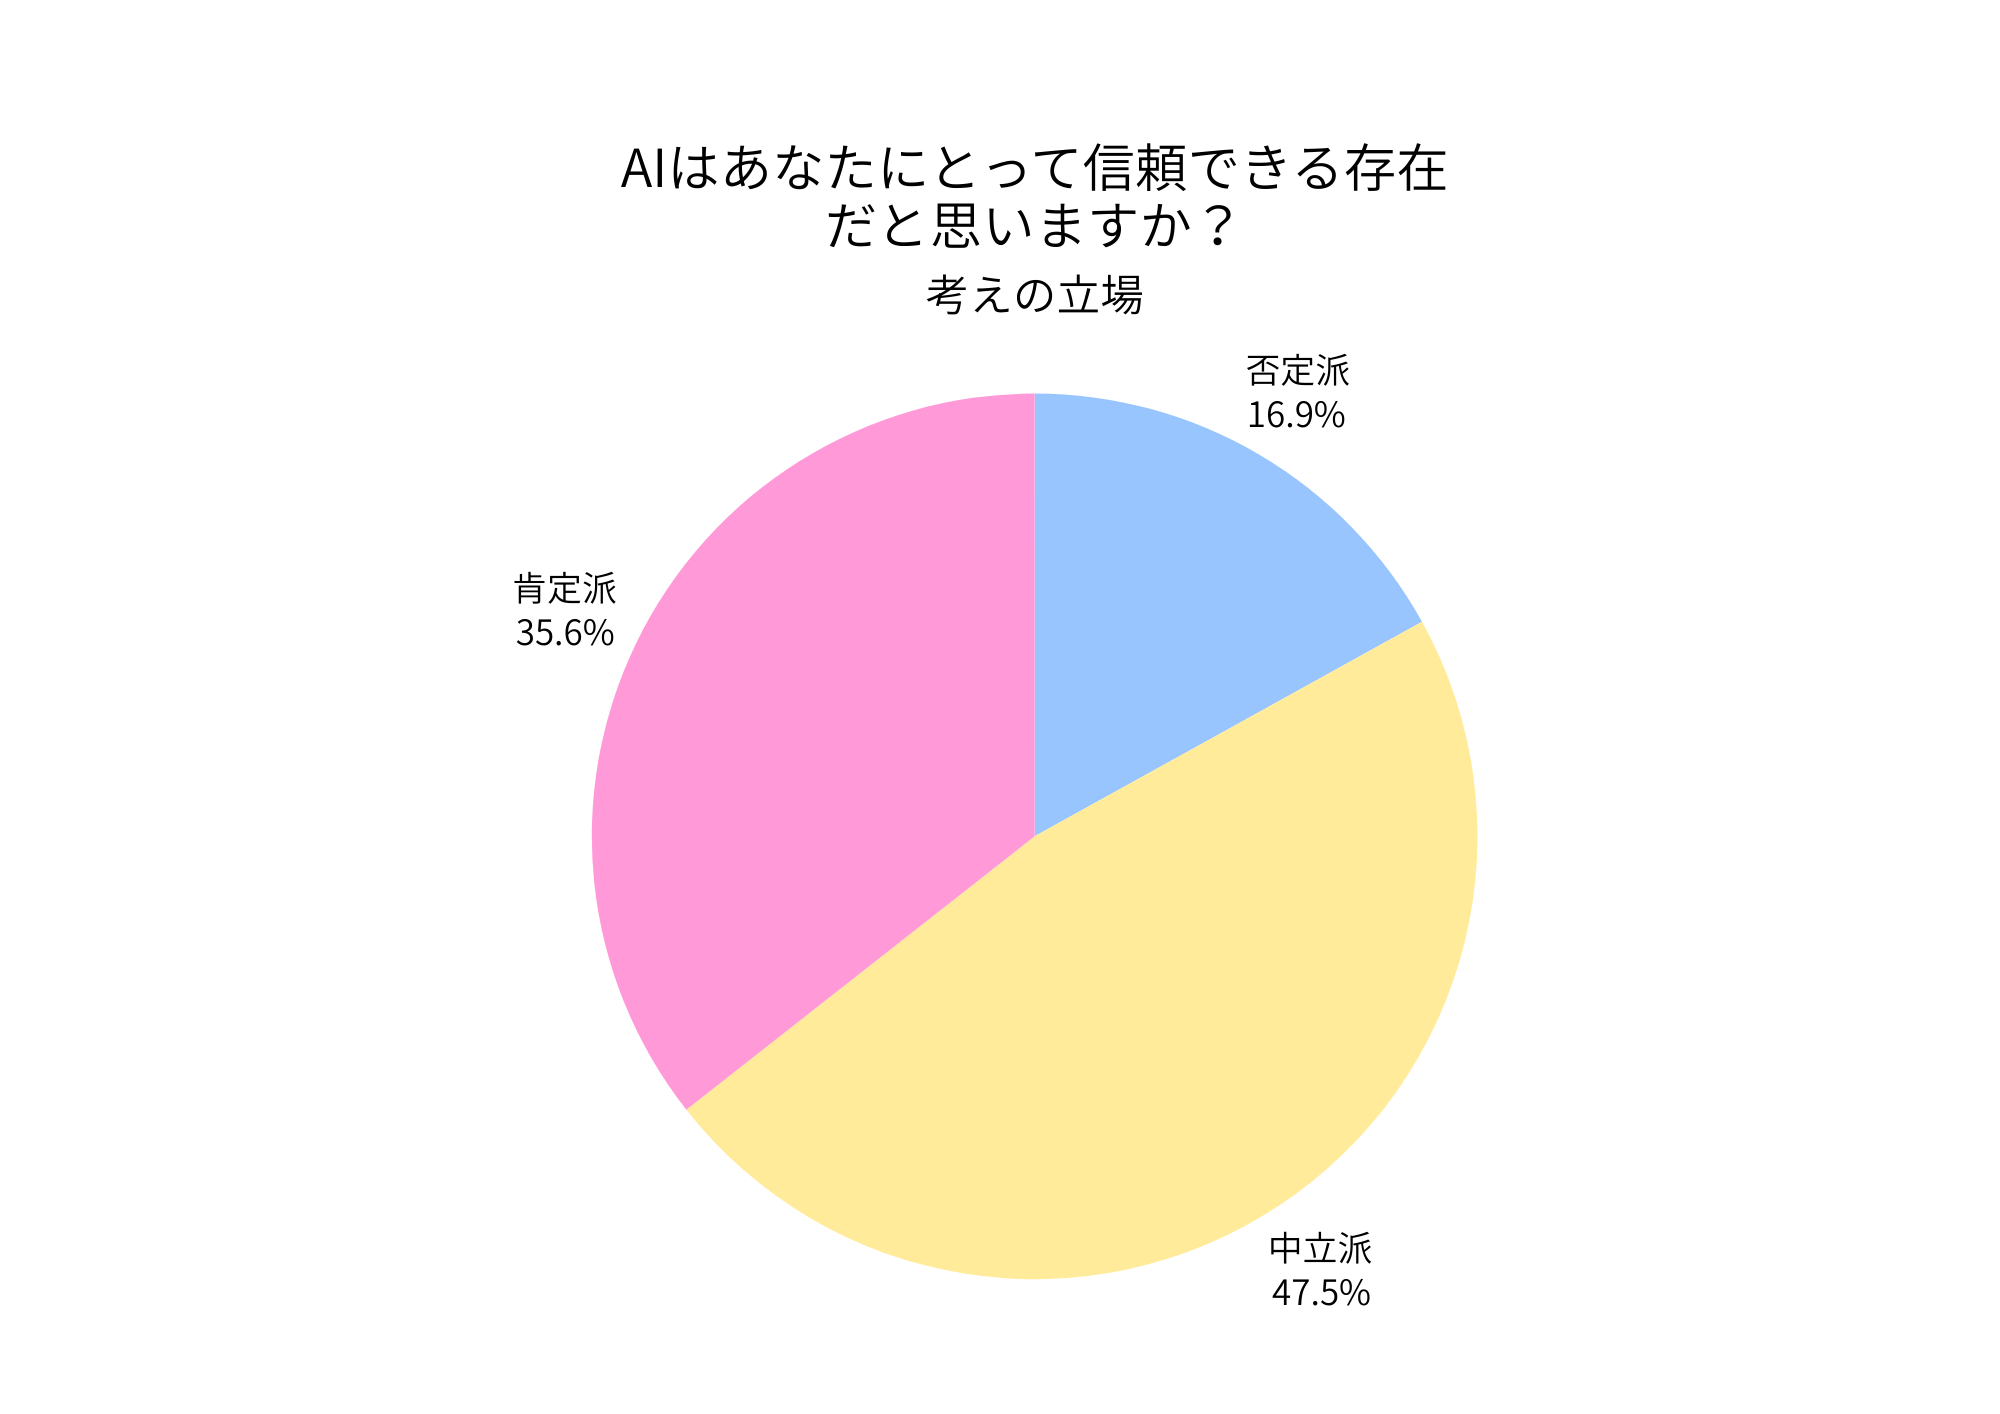 AIはあなたにとって信頼できる存在
だと思いますか？
考えの立場
否定派
16.9%
肯定派
35.6%
中立派
47.5%